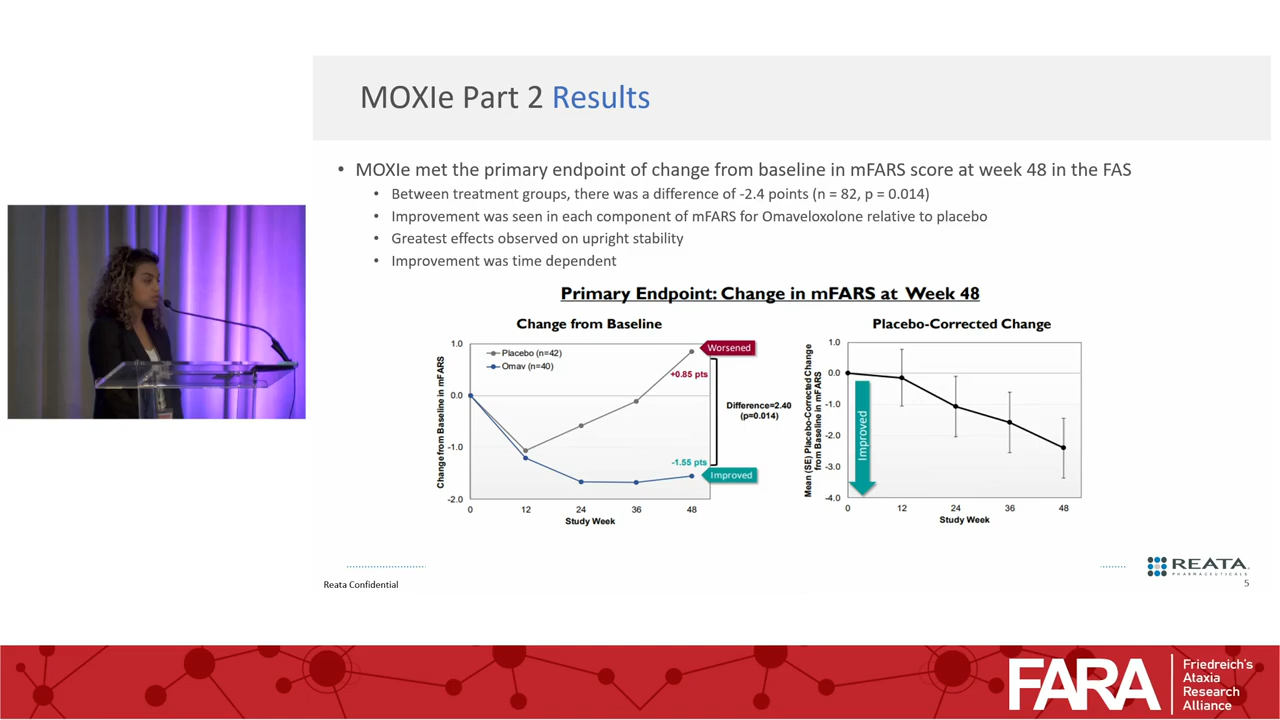 MOXIe Part 2 Results
• MOXIe met the primary endpoint of change from baseline in mFARS score at week 48 in the FAS
• Between treatment groups, there was a difference of -2.4 points (n = 82, p = 0.014)
• Improvement was seen in each component of mFARS for Omaveloxolone relative to placebo
• Greatest effects observed on upright stability
• Improvement was time dependent
Primary Endpoint: Change in mFARS at Week 48
Change from Baseline
Change from Baseline in mFARS
1.0
0.0
-1.0
-2.0
Placebo (n=42)
Omav (n=40)
Worsened
+0.85 pts
Difference=2.40
(p=0.014)
-1.55 pts
Improved
0 12 24 36 48
Study Week
Placebo-Corrected Change
Mean (SE) Placebo-Corrected Change
from Baseline in mFARS
1.0
0.0
-1.0
-2.0
-3.0
-4.0
Improved
0 12 24 36 48
Study Week
Reata Confidential
REATA
PHARMACEUTICALS
5
FARA
Friedreich's
Ataxia
Research
Alliance